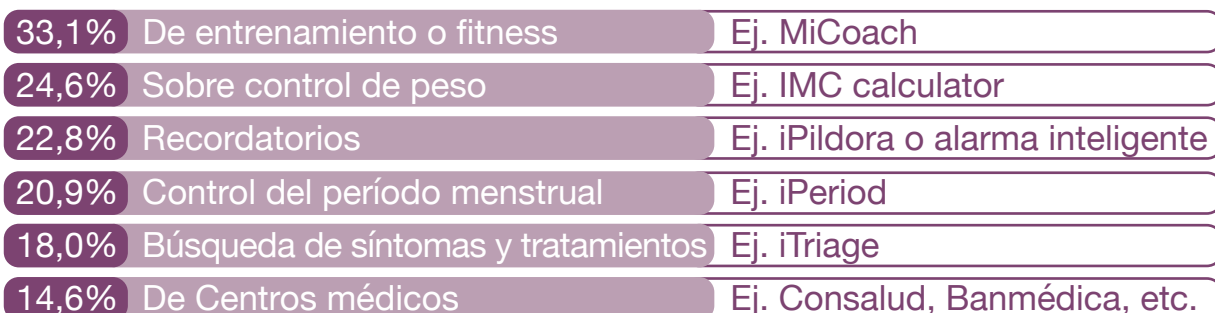 33,1% De entrenamiento o fitness Ej. MiCoach
24,6% Sobre control de peso Ej. IMC calculator
22,8% Recordatorios Ej. iPildora o alarma inteligente
20,9% Control del período menstrual Ej. iPeriod
18,0% Búsqueda de síntomas y tratamientos Ej. iTriage
14,6% De Centros médicos Ej. Consalud, Banmédica, etc.